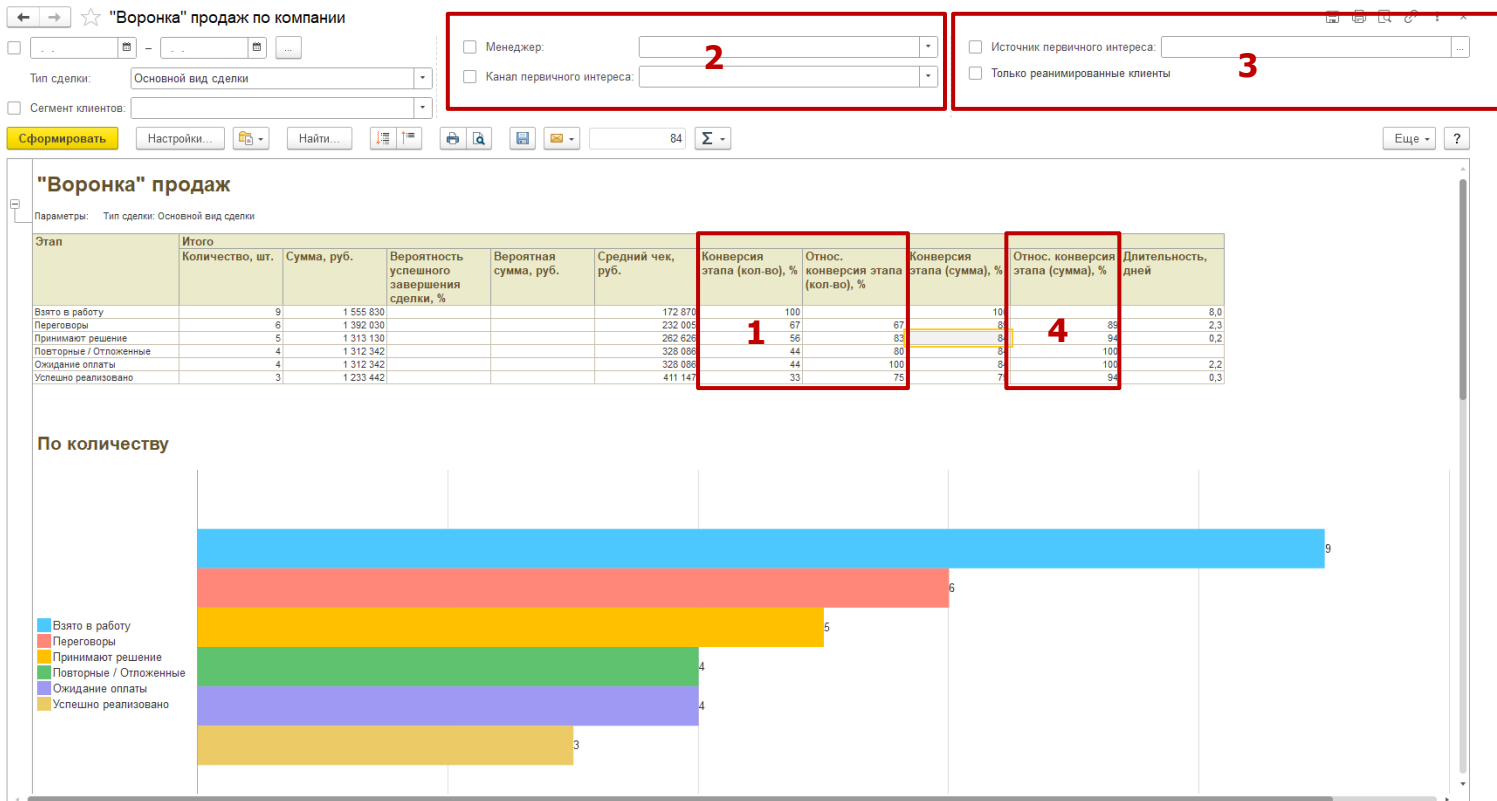 "Воронка" продаж по компании
. . – . . ...
Менеджер:
2
Источник первичного интереса: ...
Тип сделки: Основной вид сделки
Канал первичного интереса:
Только реанимированные клиенты
3
Сегмент клиентов:
Сформировать Настройки... Найти... 84 Σ Еще ?
"Воронка" продаж
Параметры: Тип сделки: Основной вид сделки
Этап Итого
Количество, шт. Сумма, руб. Вероятность успешного завершения сделки, % Вероятная сумма, руб. Средний чек, руб. Конверсия этапа (кол-во), % Относ. конверсия этапа (кол-во), % Конверсия этапа (сумма), % Относ. конверсия этапа (сумма), % Длительность, дней
Взято в работу 9 1 555 830 172 870 100 8,0
Переговоры 6 1 392 030 232 005 67 67 89 2,3
Принимают решение 5 1 313 130 262 626 56 83 84 94 0,2
Повторные / Отложенные 4 1 312 342 328 086 44 80 84 100
Ожидание оплаты 4 1 312 342 328 086 44 100 84 100 2,2
Успешно реализовано 3 1 233 442 411 147 33 75 94 0,3
1
4
По количеству
9
6
5
4
4
3
Взято в работу
Переговоры
Принимают решение
Повторные / Отложенные
Ожидание оплаты
Успешно реализовано